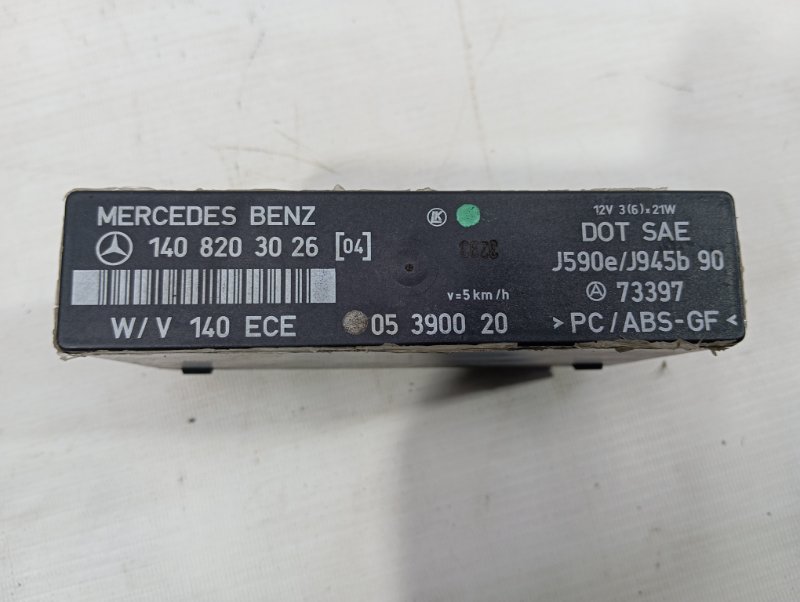 MERCEDES BENZ
140 820 30 26 [04]
W/V 140 ECE
LK
v=5 km/h
05 3900 20
12V 3(6)×21W
DOT SAE
J590e/J945b 90
A 73397
>PC/ABS-GF<